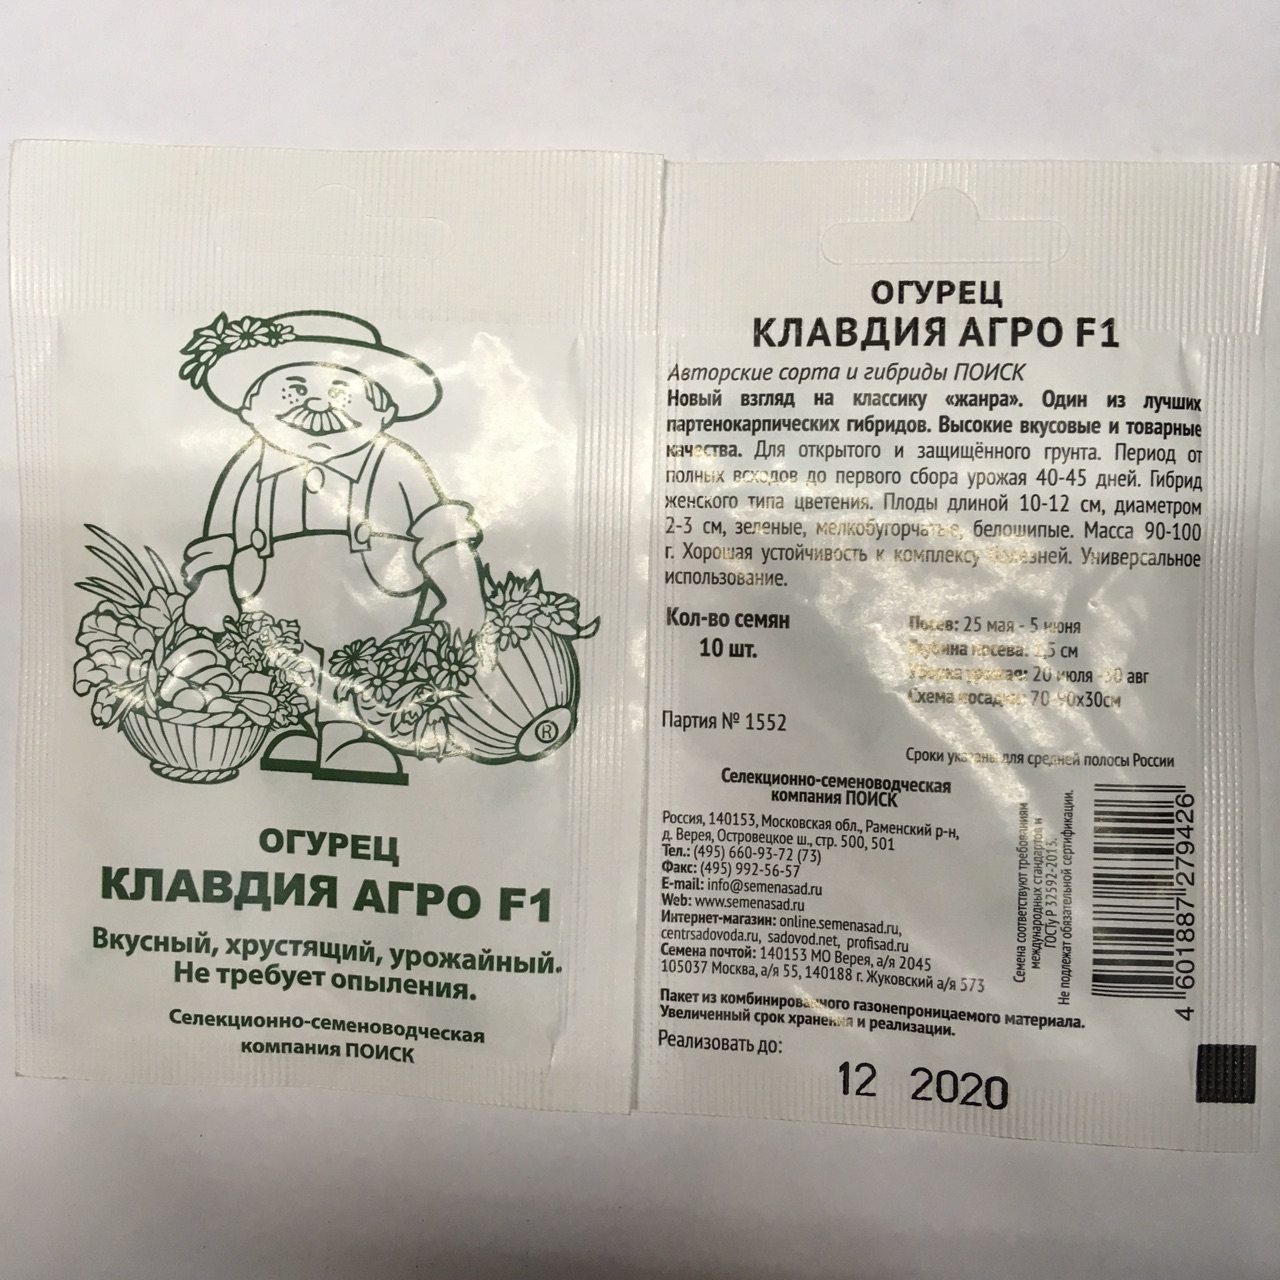 ОГУРЕЦ
КЛАВДИЯ АГРО F1
Вкусный, хрустящий, урожайный.
Не требует опыления.
Селекционно-семеноводческая
компания ПОИСК
®
ОГУРЕЦ
КЛАВДИЯ АГРО F1
Авторские сорта и гибриды ПОИСК
Новый взгляд на классику «жанра». Один из лучших
партенокарпических гибридов. Высокие вкусовые и товарные
качества. Для открытого и защищённого грунта. Период от
полных всходов до первого сбора урожая 40-45 дней. Гибрид
женского типа цветения. Плоды длиной 10-12 см, диаметром
2-3 см, зеленые, мелкобугорчатые, белошипые. Масса 90-100
г. Хорошая устойчивость к комплексу болезней. Универсальное
использование.
Кол-во семян
10 шт.
Посев: 25 мая - 5 июня
Глубина посева: 1,5 см
Уборка урожая: 20 июля -30 авг
Схема посадки: 70-90х30см
Партия № 1552
Сроки указаны для средней полосы России
Селекционно-семеноводческая
компания ПОИСК
Россия, 140153, Московская обл., Раменский р-н,
д. Верея, Островецкое ш., стр. 500, 501
Тел.: (495) 660-93-72 (73)
Факс: (495) 992-56-57
E-mail: info@semenasad.ru
Web: www.semenasad.ru
Интернет-магазин: online.semenasad.ru,
centrsadovoda.ru, sadovod.net, profisad.ru
Семена почтой: 140153 МО Верея, а/я 2045
105037 Москва, а/я 55, 140188 г. Жуковский а/я 573
Пакет из комбинированного газонепроницаемого материала.
Увеличенный срок хранения и реализации.
Реализовать до:
12 2020
Семена соответствуют требованиям
международных стандартов и
ГОСТу Р 32592-2013.
Не подлежат обязательной сертификации.
4 601887 279426